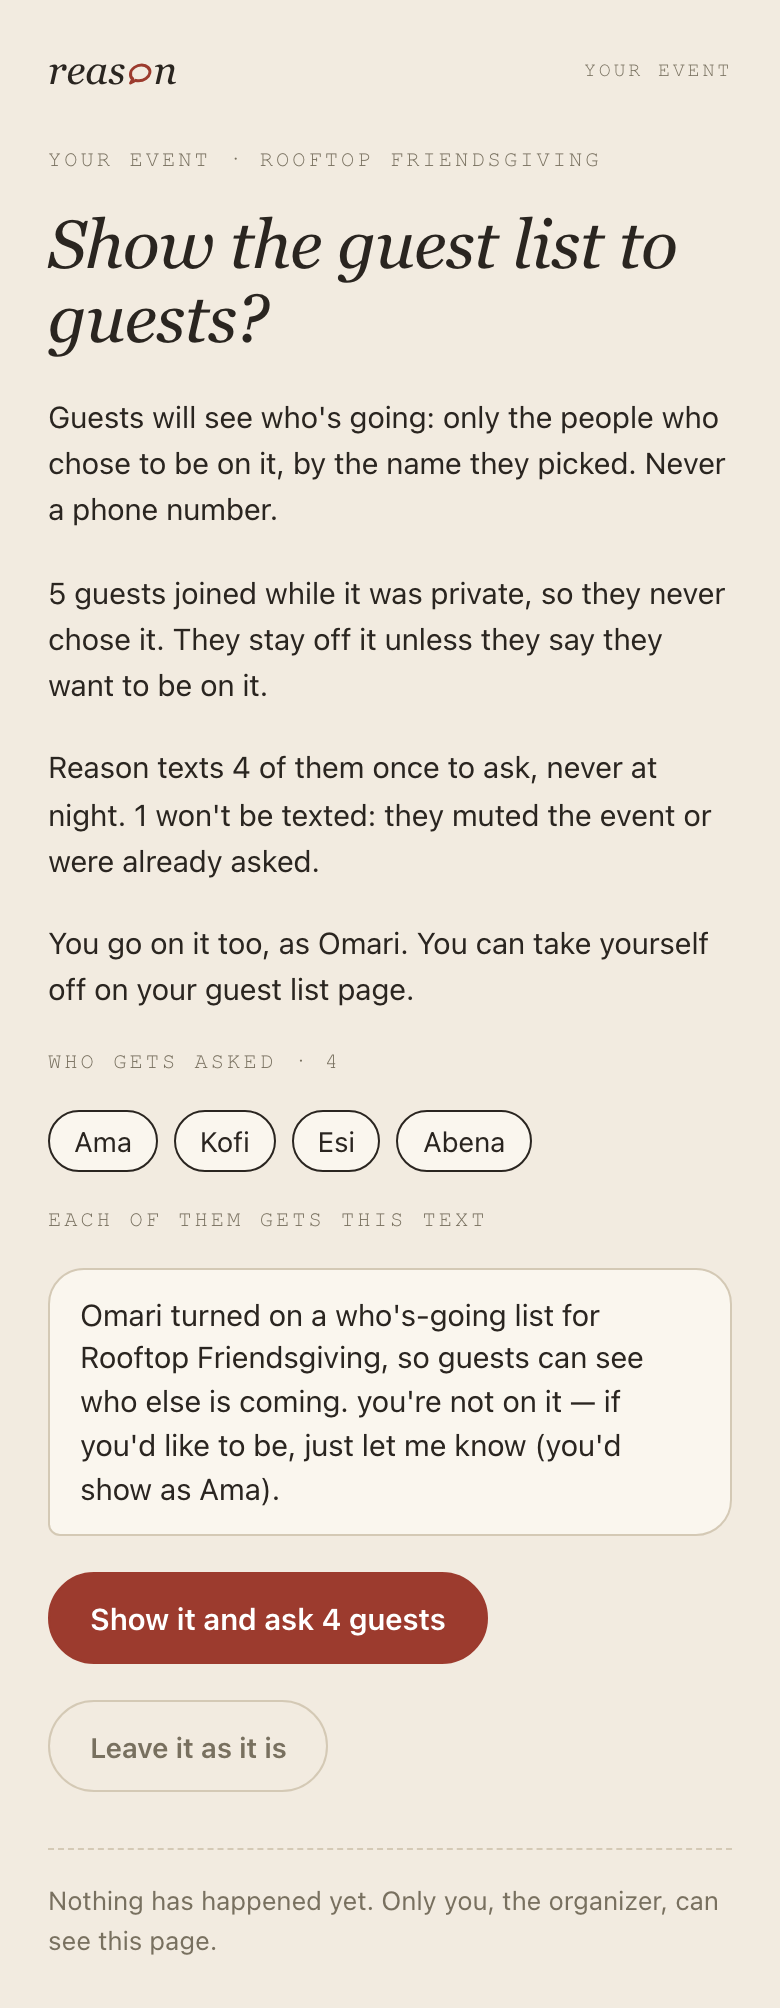 reason
YOUR EVENT
YOUR EVENT · ROOFTOP FRIENDSGIVING
Show the guest list to
guests?
Guests will see who's going: only the people who
chose to be on it, by the name they picked. Never
a phone number.
5 guests joined while it was private, so they never
chose it. They stay off it unless they say they
want to be on it.
Reason texts 4 of them once to ask, never at
night. 1 won't be texted: they muted the event or
were already asked.
You go on it too, as Omari. You can take yourself
off on your guest list page.
WHO GETS ASKED · 4
Ama Kofi Esi Abena
EACH OF THEM GETS THIS TEXT
Omari turned on a who's-going list for
Rooftop Friendsgiving, so guests can see
who else is coming. you're not on it — if
you'd like to be, just let me know (you'd
show as Ama).
Show it and ask 4 guests
Leave it as it is
Nothing has happened yet. Only you, the organizer, can
see this page.